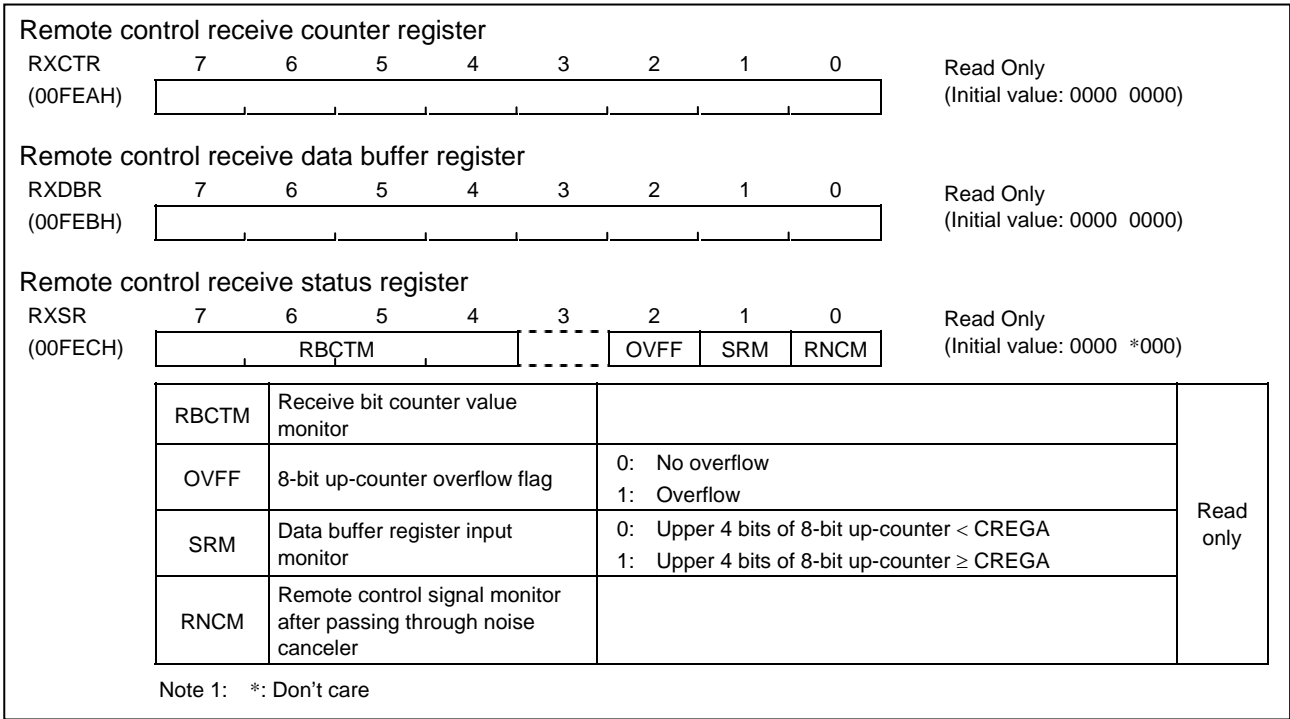 Remote control receive counter register
RXCTR 7 6 5 4 3 2 1 0 Read Only
(00FEAH) (Initial value: 0000 0000)
Remote control receive data buffer register
RXDBR 7 6 5 4 3 2 1 0 Read Only
(00FEBH) (Initial value: 0000 0000)
Remote control receive status register
RXSR 7 6 5 4 3 2 1 0 Read Only
(00FECH) RBCTM OVFF SRM RNCM (Initial value: 0000 *000)
RBCTM Receive bit counter value
monitor
OVFF 8-bit up-counter overflow flag 0: No overflow
1: Overflow
SRM Data buffer register input
monitor 0: Upper 4 bits of 8-bit up-counter < CREGA
1: Upper 4 bits of 8-bit up-counter ≥ CREGA
RNCM Remote control signal monitor
after passing through noise
canceler
Read
only
Note 1: *: Don't care